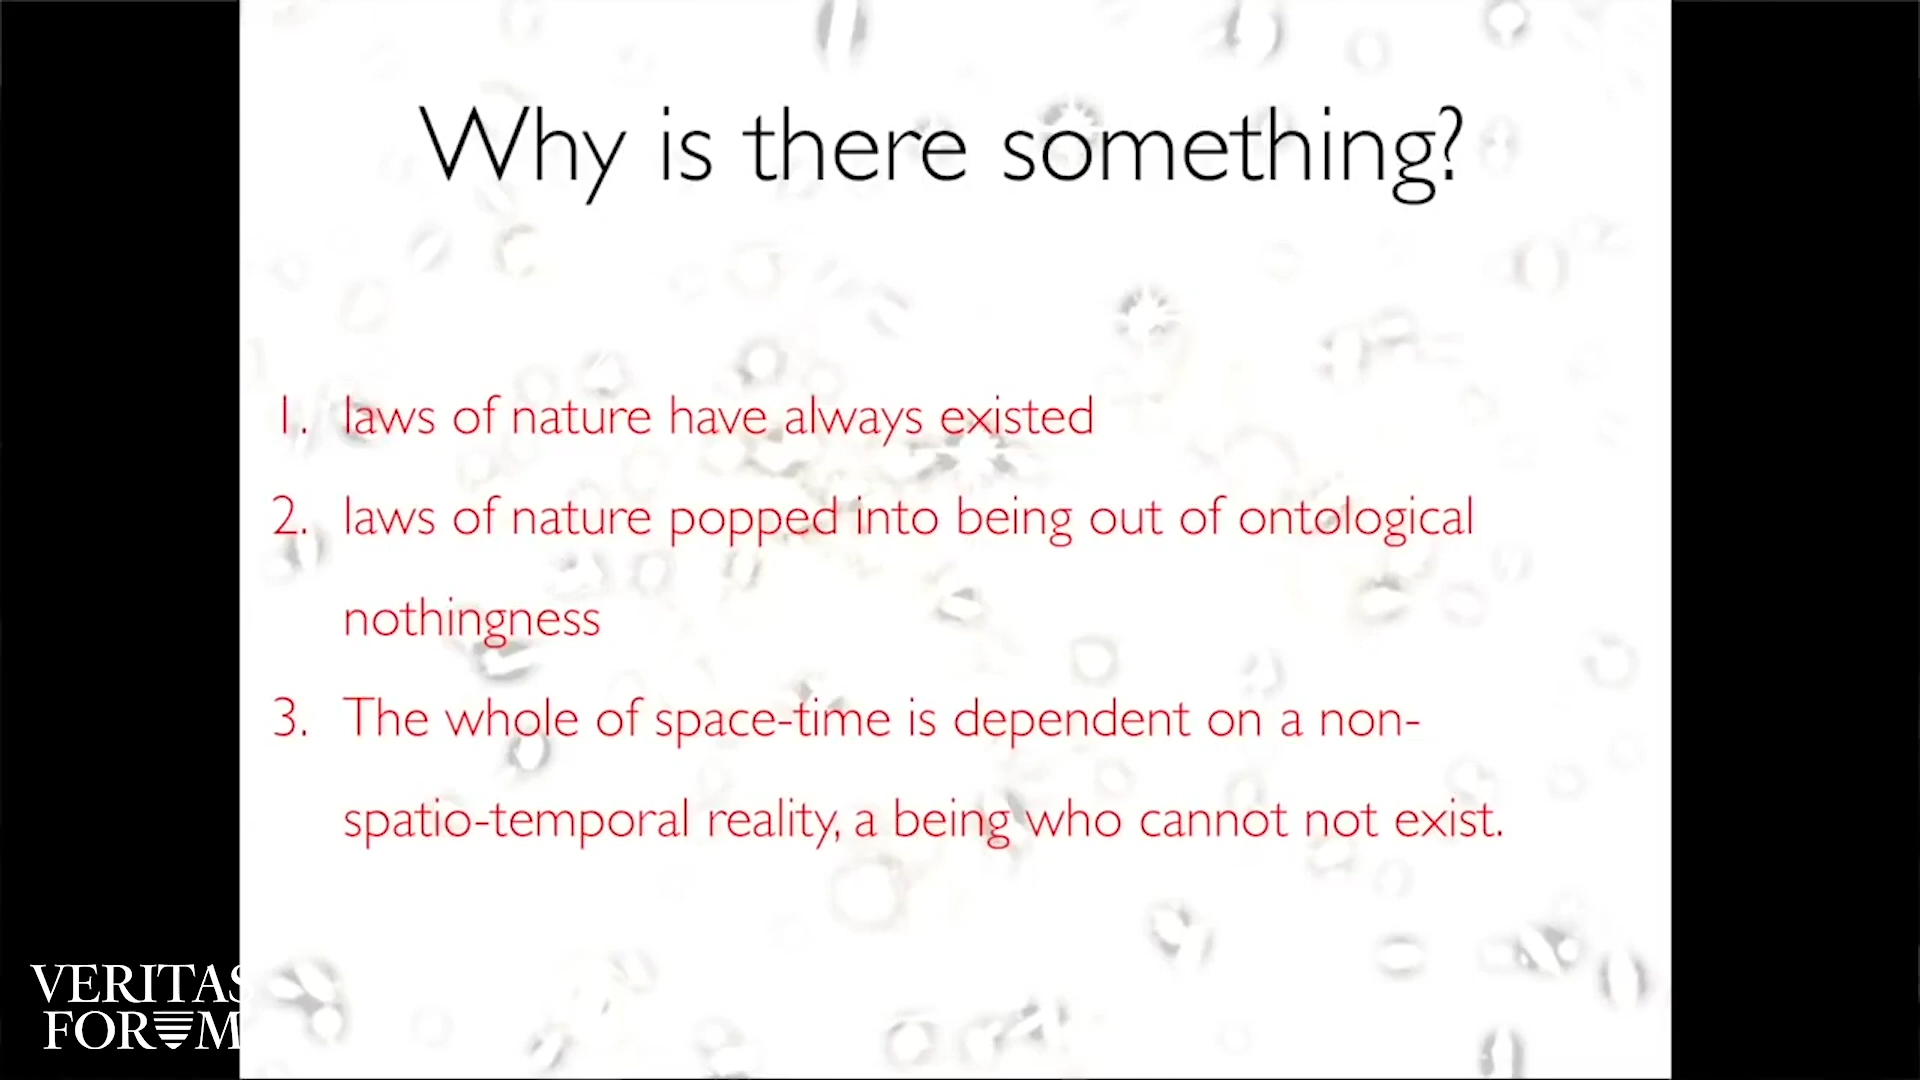 Why is there something?
1. laws of nature have always existed
2. laws of nature popped into being out of ontological
nothingness
3. The whole of space-time is dependent on a non-
spatio-temporal reality, a being who cannot not exist.
VERITAS
FORUM